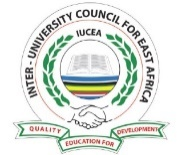 INTER - UNIVERSITY COUNCIL FOR EAST AFRICA
IUCEA
QUALITY EDUCATION FOR DEVELOPMENT